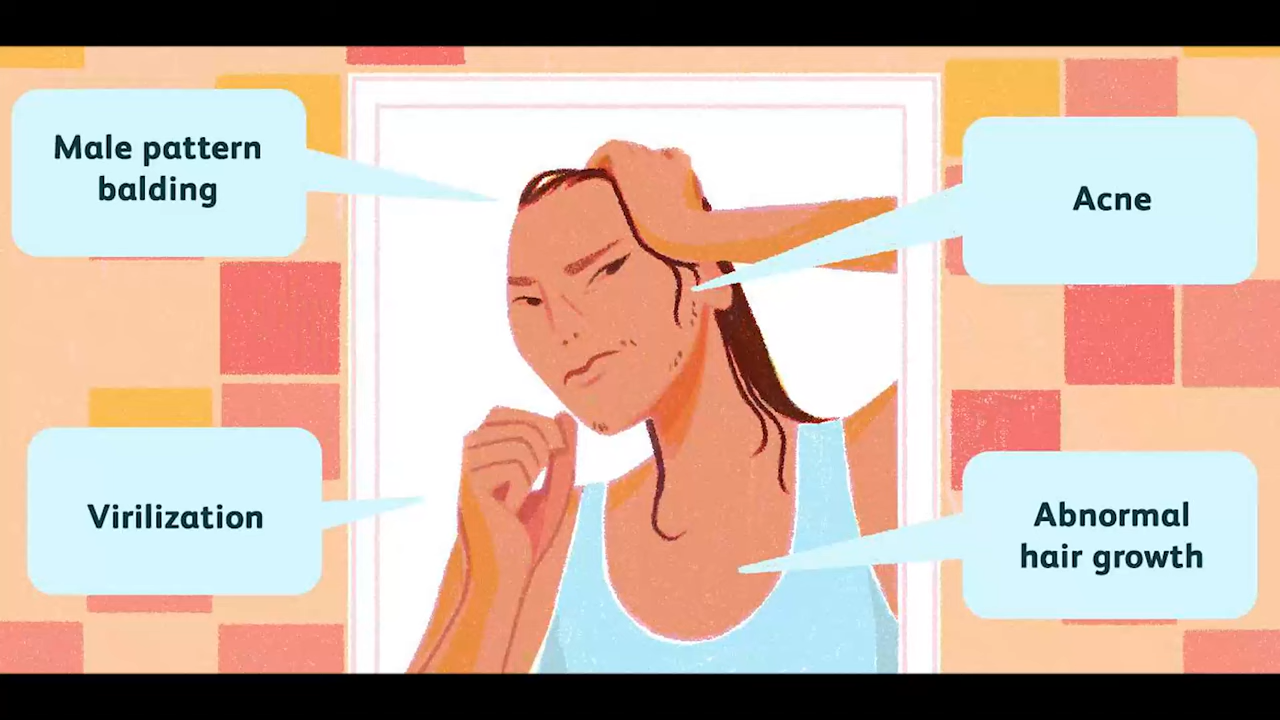 Male pattern
balding
Acne
Virilization
Abnormal
hair growth